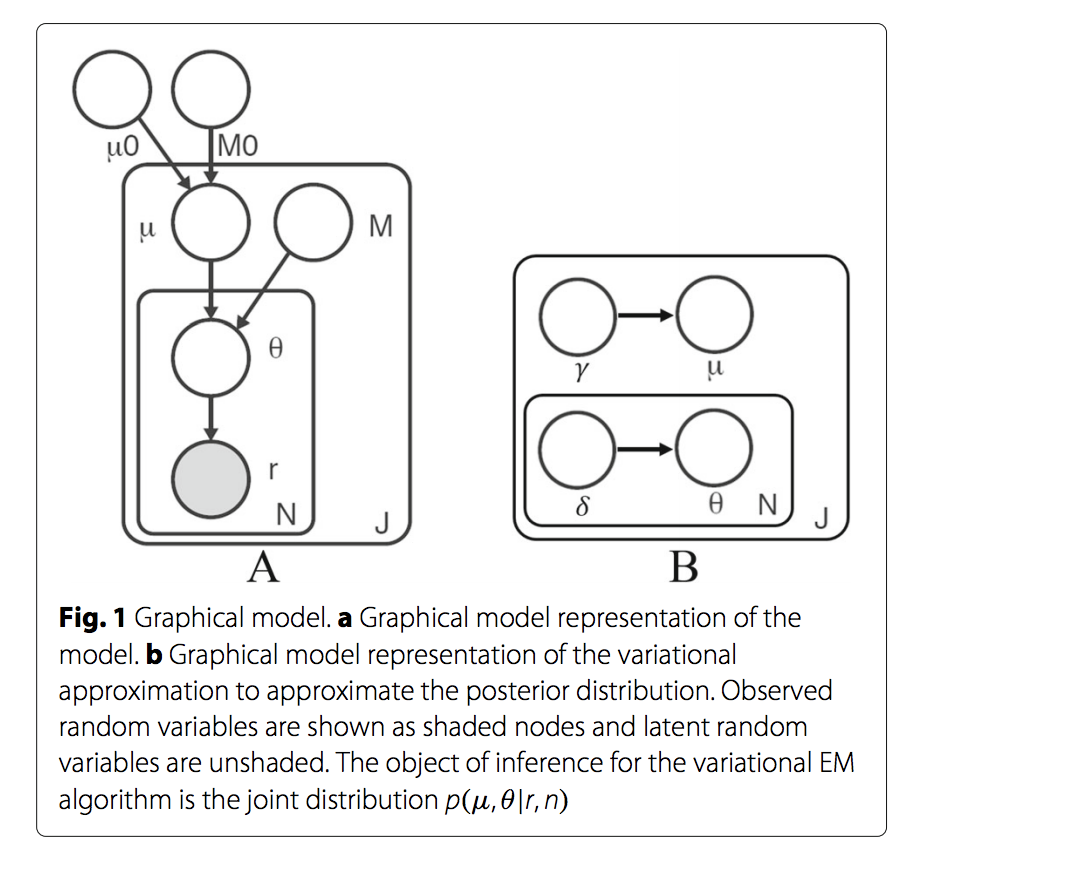 μ0
M0
μ
M
θ
r
N
J
A
γ
μ
δ
θ
N
J
B
Fig. 1 Graphical model. a Graphical model representation of the
model. b Graphical model representation of the variational
approximation to approximate the posterior distribution. Observed
random variables are shown as shaded nodes and latent random
variables are unshaded. The object of inference for the variational EM
algorithm is the joint distribution p(μ, θ|r, n)